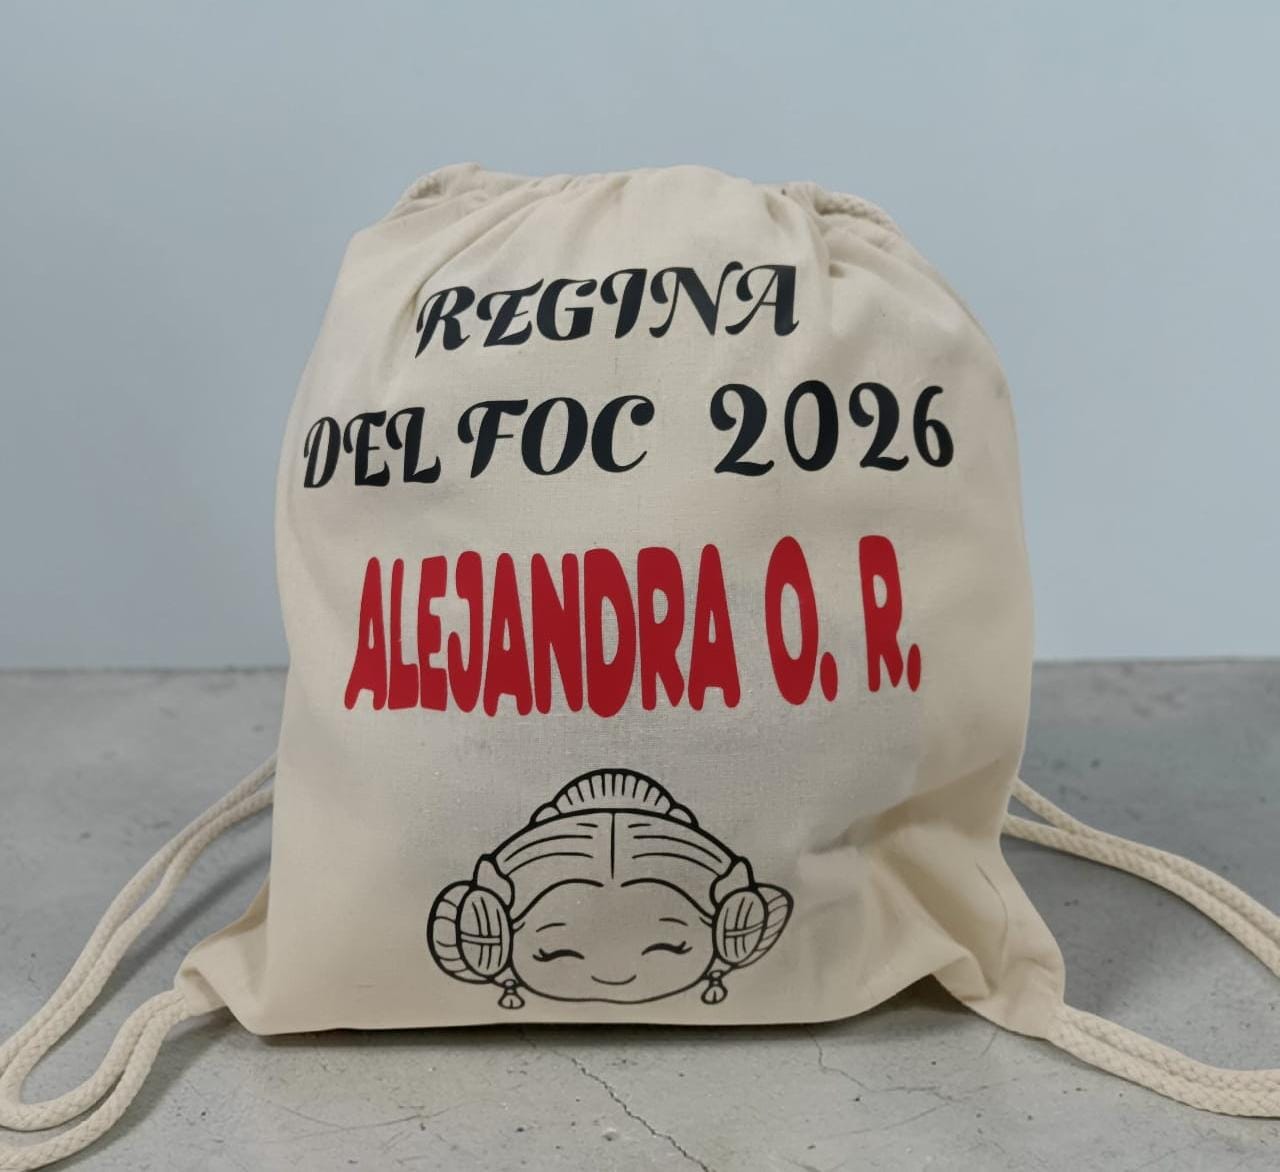 REGINA
DEL FOC 2026
ALEJANDRA O. R.